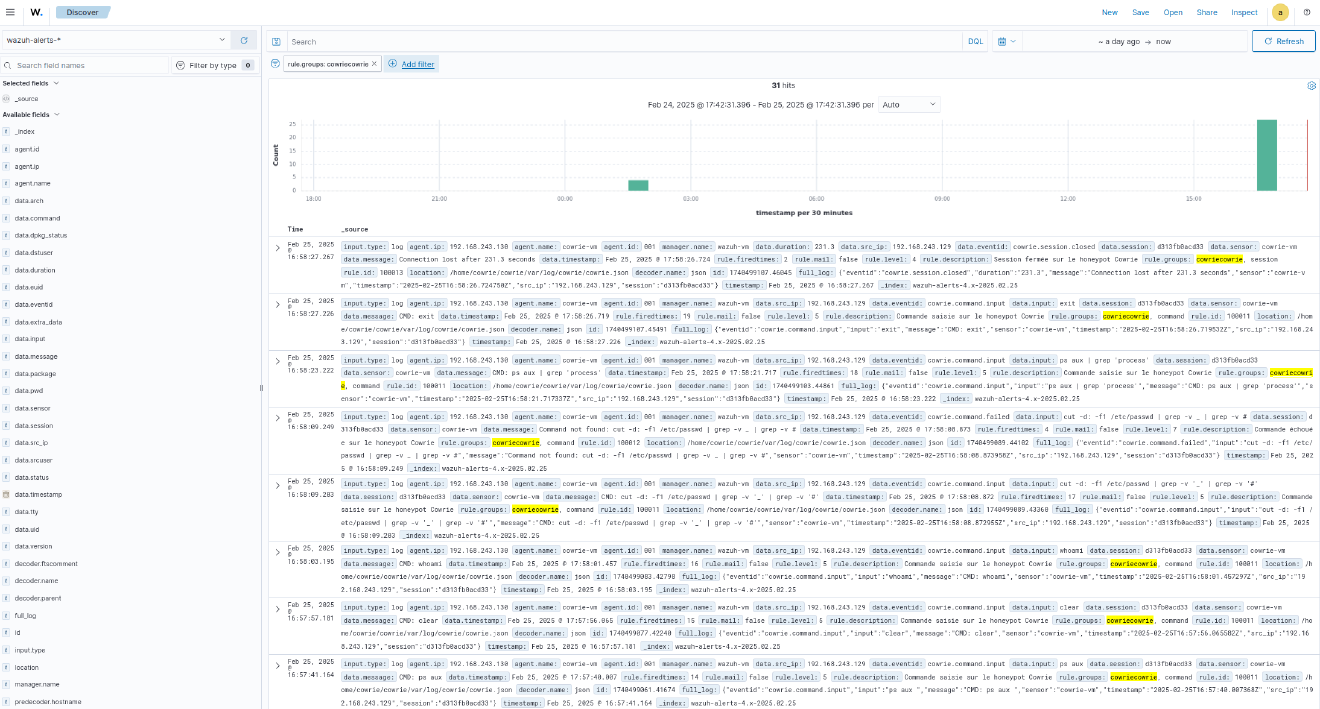 W. Discover New Save Open Share Inspect a
wazuh-alerts-*
Search DQL ~ a day ago → now Refresh
Search field names Filter by type 0
rule.groups: cowriecowrie × Add filter
Selected fields
_source
Available fields
_index
agent.id
agent.ip
agent.name
data.arch
data.command
data.dpkg_status
data.dstuser
data.duration
data.euid
data.eventid
data.extra_data
data.input
data.message
data.package
data.pwd
data.sensor
data.session
data.src_ip
data.srcuser
data.status
data.timestamp
data.tty
data.uid
data.version
decoder.ftscomment
decoder.name
decoder.parent
full_log
id
input.type
location
manager.name
predecoder.hostname
31 hits
Feb 24, 2025 @ 17:42:31.396 - Feb 25, 2025 @ 17:42:31.396 per Auto
Count
25
20
15
10
5
0
18:00 21:00 00:00 03:00 06:00 09:00 12:00 15:00
timestamp per 30 minutes
Time _source
Feb 25, 2025 @ 16:58:27.267
input.type: log agent.ip: 192.168.243.130 agent.name: cowrie-vm agent.id: 001 manager.name: wazuh-vm data.duration: 231.3 data.src_ip: 192.168.243.129 data.eventid: cowrie.session.closed data.session: d313fb0acd33 data.sensor: cowrie-vm
data.message: Connection lost after 231.3 seconds data.timestamp: Feb 25, 2025 @ 17:58:26.724 rule.firedtimes: 2 rule.mail: false rule.level: 4 rule.description: Session fermée sur le honeypot Cowrie rule.groups: cowriecowrie, session
rule.id: 100013 location: /home/cowrie/cowrie/var/log/cowrie/cowrie.json decoder.name: json id: 1740499107.46045 full_log: {"eventid":"cowrie.session.closed","duration":"231.3","message":"Connection lost after 231.3 seconds","sensor":"cowrie-v
m","timestamp":"2025-02-25T16:58:26.724750Z","src_ip":"192.168.243.129","session":"d313fb0acd33"} timestamp: Feb 25, 2025 @ 16:58:27.267 _index: wazuh-alerts-4.x-2025.02.25
Feb 25, 2025 @ 16:58:27.226
input.type: log agent.ip: 192.168.243.130 agent.name: cowrie-vm agent.id: 001 manager.name: wazuh-vm data.src_ip: 192.168.243.129 data.eventid: cowrie.command.input data.input: exit data.session: d313fb0acd33 data.sensor: cowrie-vm
data.message: CMD: exit data.timestamp: Feb 25, 2025 @ 17:58:26.719 rule.firedtimes: 19 rule.mail: false rule.level: 5 rule.description: Commande saisie sur le honeypot Cowrie rule.groups: cowriecowrie, command rule.id: 100011 location: /hom
e/cowrie/cowrie/var/log/cowrie/cowrie.json decoder.name: json id: 1740499107.45491 full_log: {"eventid":"cowrie.command.input","input":"exit","message":"CMD: exit","sensor":"cowrie-vm","timestamp":"2025-02-25T16:58:26.719532Z","src_ip":"192.168.24
3.129","session":"d313fb0acd33"} timestamp: Feb 25, 2025 @ 16:58:27.226 _index: wazuh-alerts-4.x-2025.02.25
Feb 25, 2025 @ 16:58:23.222
input.type: log agent.ip: 192.168.243.130 agent.name: cowrie-vm agent.id: 001 manager.name: wazuh-vm data.src_ip: 192.168.243.129 data.eventid: cowrie.command.input data.input: ps aux | grep 'process' data.session: d313fb0acd33
data.sensor: cowrie-vm data.message: CMD: ps aux | grep 'process' data.timestamp: Feb 25, 2025 @ 17:58:21.717 rule.firedtimes: 18 rule.mail: false rule.level: 5 rule.description: Commande saisie sur le honeypot Cowrie rule.groups: cowriecowri
e, command rule.id: 100011 location: /home/cowrie/cowrie/var/log/cowrie/cowrie.json decoder.name: json id: 1740499103.44861 full_log: {"eventid":"cowrie.command.input","input":"ps aux | grep 'process'","message":"CMD: ps aux | grep 'process'","s
ensor":"cowrie-vm","timestamp":"2025-02-25T16:58:21.717337Z","src_ip":"192.168.243.129","session":"d313fb0acd33"} timestamp: Feb 25, 2025 @ 16:58:23.222 _index: wazuh-alerts-4.x-2025.02.25
Feb 25, 2025 @ 16:58:09.249
input.type: log agent.ip: 192.168.243.130 agent.name: cowrie-vm agent.id: 001 manager.name: wazuh-vm data.src_ip: 192.168.243.129 data.eventid: cowrie.command.failed data.input: cut -d: -f1 /etc/passwd | grep -v _ | grep -v # data.session: d
313fb0acd33 data.sensor: cowrie-vm data.message: Command not found: cut -d: -f1 /etc/passwd | grep -v _ | grep -v # data.timestamp: Feb 25, 2025 @ 17:58:08.873 rule.firedtimes: 4 rule.mail: false rule.level: 7 rule.description: Commande échoué
e sur le honeypot Cowrie rule.groups: cowriecowrie, command rule.id: 100012 location: /home/cowrie/cowrie/var/log/cowrie/cowrie.json decoder.name: json id: 1740499089.44102 full_log: {"eventid":"cowrie.command.failed","input":"cut -d: -f1 /etc/
passwd | grep -v _ | grep -v #","message":"Command not found: cut -d: -f1 /etc/passwd | grep -v _ | grep -v #","sensor":"cowrie-vm","timestamp":"2025-02-25T16:58:08.873958Z","src_ip":"192.168.243.129","session":"d313fb0acd33"} timestamp: Feb 25, 202
5 @ 16:58:09.249 _index: wazuh-alerts-4.x-2025.02.25
Feb 25, 2025 @ 16:58:09.203
input.type: log agent.ip: 192.168.243.130 agent.name: cowrie-vm agent.id: 001 manager.name: wazuh-vm data.src_ip: 192.168.243.129 data.eventid: cowrie.command.input data.input: cut -d: -f1 /etc/passwd | grep -v '_' | grep -v '#'
data.session: d313fb0acd33 data.sensor: cowrie-vm data.message: CMD: cut -d: -f1 /etc/passwd | grep -v '_' | grep -v '#' data.timestamp: Feb 25, 2025 @ 17:58:08.872 rule.firedtimes: 17 rule.mail: false rule.level: 5 rule.description: Commande
saisie sur le honeypot Cowrie rule.groups: cowriecowrie, command rule.id: 100011 location: /home/cowrie/cowrie/var/log/cowrie/cowrie.json decoder.name: json id: 1740499089.43360 full_log: {"eventid":"cowrie.command.input","input":"cut -d: -f1 /
etc/passwd | grep -v '_' | grep -v '#'","message":"CMD: cut -d: -f1 /etc/passwd | grep -v '_' | grep -v '#'","sensor":"cowrie-vm","timestamp":"2025-02-25T16:58:08.872955Z","src_ip":"192.168.243.129","session":"d313fb0acd33"} timestamp: Feb 25, 2025
@ 16:58:09.203 _index: wazuh-alerts-4.x-2025.02.25
Feb 25, 2025 @ 16:58:03.195
input.type: log agent.ip: 192.168.243.130 agent.name: cowrie-vm agent.id: 001 manager.name: wazuh-vm data.src_ip: 192.168.243.129 data.eventid: cowrie.command.input data.input: whoami data.session: d313fb0acd33 data.sensor: cowrie-vm
data.message: CMD: whoami data.timestamp: Feb 25, 2025 @ 17:58:01.457 rule.firedtimes: 16 rule.mail: false rule.level: 5 rule.description: Commande saisie sur le honeypot Cowrie rule.groups: cowriecowrie, command rule.id: 100011 location: /h
ome/cowrie/cowrie/var/log/cowrie/cowrie.json decoder.name: json id: 1740499083.42798 full_log: {"eventid":"cowrie.command.input","input":"whoami","message":"CMD: whoami","sensor":"cowrie-vm","timestamp":"2025-02-25T16:58:01.457297Z","src_ip":"19
2.168.243.129","session":"d313fb0acd33"} timestamp: Feb 25, 2025 @ 16:58:03.195 _index: wazuh-alerts-4.x-2025.02.25
Feb 25, 2025 @ 16:57:57.181
input.type: log agent.ip: 192.168.243.130 agent.name: cowrie-vm agent.id: 001 manager.name: wazuh-vm data.src_ip: 192.168.243.129 data.eventid: cowrie.command.input data.input: clear data.session: d313fb0acd33 data.sensor: cowrie-vm
data.message: CMD: clear data.timestamp: Feb 25, 2025 @ 17:57:56.065 rule.firedtimes: 15 rule.mail: false rule.level: 5 rule.description: Commande saisie sur le honeypot Cowrie rule.groups: cowriecowrie, command rule.id: 100011 location: /ho
me/cowrie/cowrie/var/log/cowrie/cowrie.json decoder.name: json id: 1740499077.42240 full_log: {"eventid":"cowrie.command.input","input":"clear","message":"CMD: clear","sensor":"cowrie-vm","timestamp":"2025-02-25T16:57:56.065582Z","src_ip":"192.16
8.243.129","session":"d313fb0acd33"} timestamp: Feb 25, 2025 @ 16:57:57.181 _index: wazuh-alerts-4.x-2025.02.25
Feb 25, 2025 @ 16:57:41.164
input.type: log agent.ip: 192.168.243.130 agent.name: cowrie-vm agent.id: 001 manager.name: wazuh-vm data.src_ip: 192.168.243.129 data.eventid: cowrie.command.input data.input: ps aux data.session: d313fb0acd33 data.sensor: cowrie-vm
data.message: CMD: ps aux data.timestamp: Feb 25, 2025 @ 17:57:40.007 rule.firedtimes: 14 rule.mail: false rule.level: 5 rule.description: Commande saisie sur le honeypot Cowrie rule.groups: cowriecowrie, command rule.id: 100011 location: /h
ome/cowrie/cowrie/var/log/cowrie/cowrie.json decoder.name: json id: 1740499061.41674 full_log: {"eventid":"cowrie.command.input","input":"ps aux ","message":"CMD: ps aux ","sensor":"cowrie-vm","timestamp":"2025-02-25T16:57:40.007368Z","src_ip":"19
2.168.243.129","session":"d313fb0acd33"} timestamp: Feb 25, 2025 @ 16:57:41.164 _index: wazuh-alerts-4.x-2025.02.25